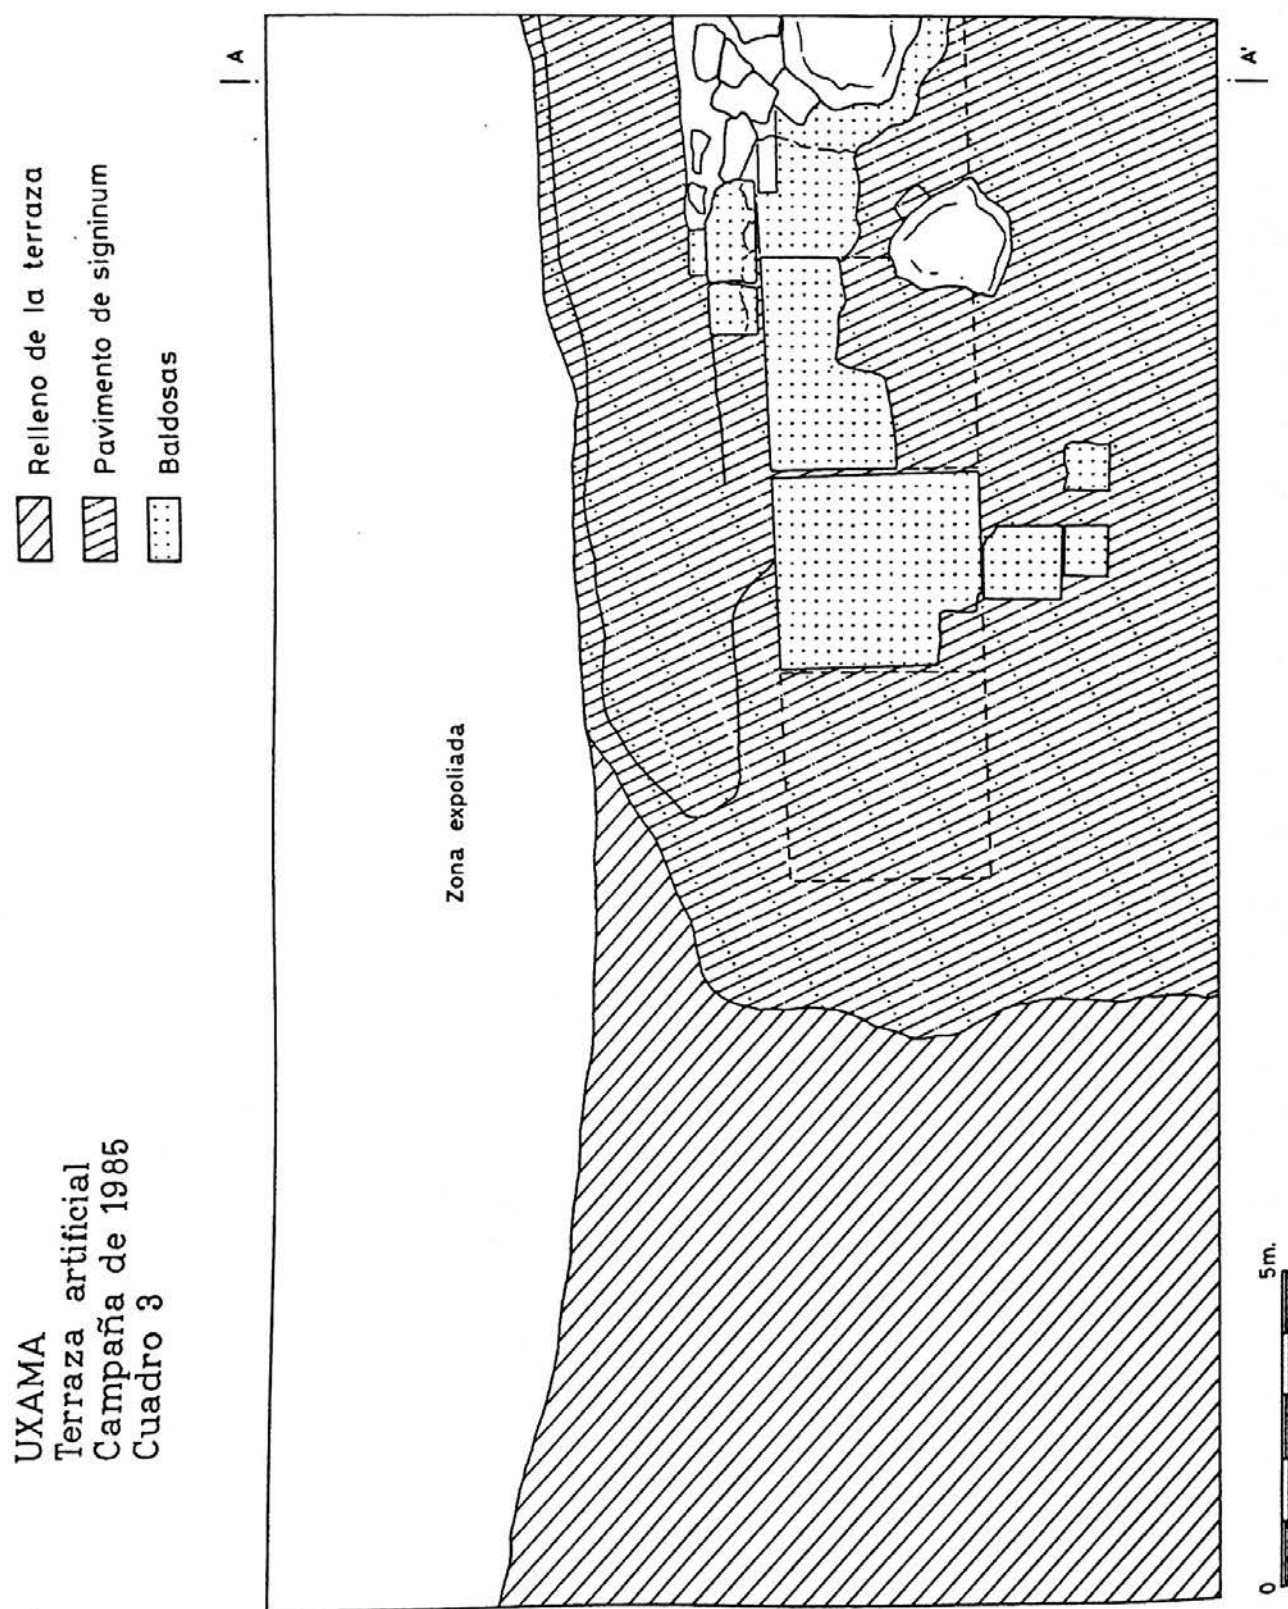 UXAMA
Terraza artificial
Campaña de 1985
Cuadro 3
Relleno de la terraza
Pavimento de signinum
Baldosas
Zona expoliada
A
A'
0
5m.